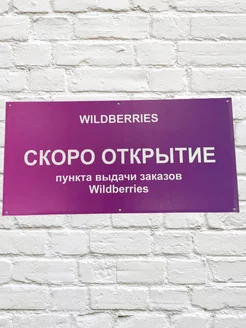 WILDBERRIES
СКОРО ОТКРЫТИЕ
пункта выдачи заказов
Wildberries